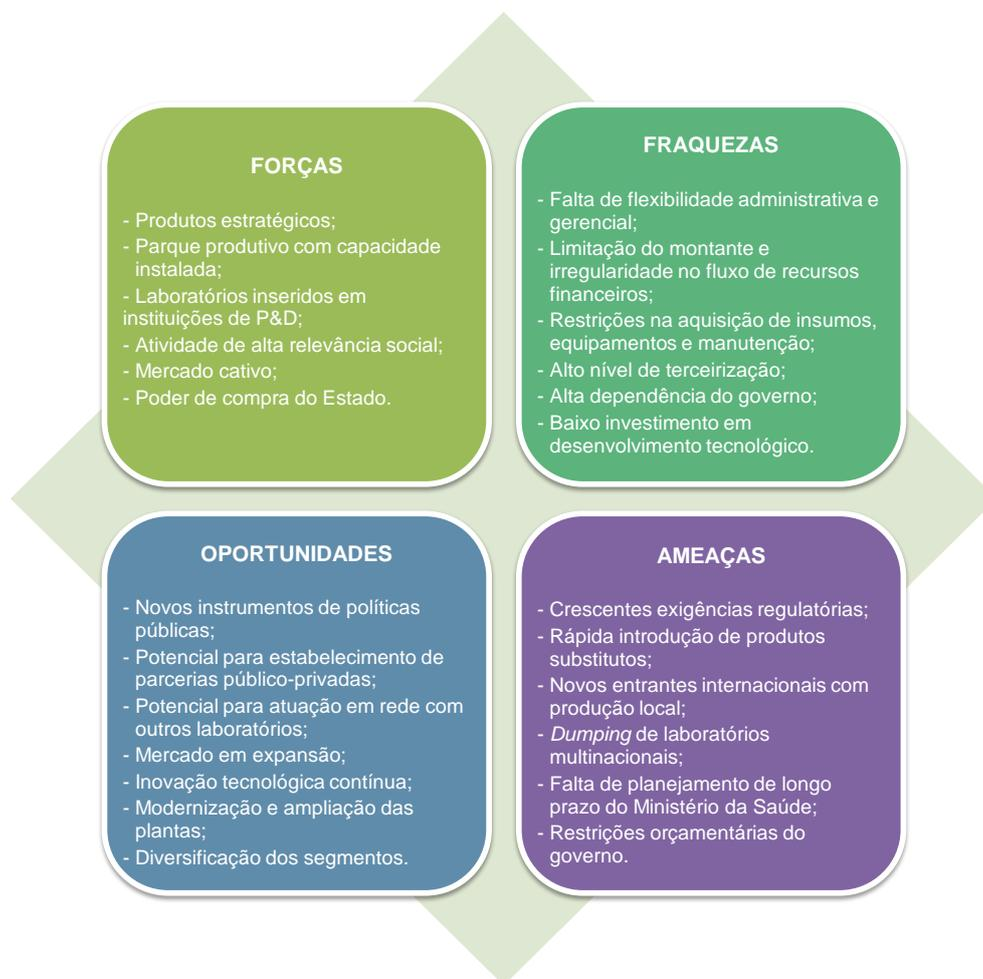 FORÇAS
- Produtos estratégicos;
- Parque produtivo com capacidade
instalada;
- Laboratórios inseridos em
instituições de P&D;
- Atividade de alta relevância social;
- Mercado cativo;
- Poder de compra do Estado.
FRAQUEZAS
- Falta de flexibilidade administrativa e
gerencial;
- Limitação do montante e
irregularidade no fluxo de recursos
financeiros;
- Restrições na aquisição de insumos,
equipamentos e manutenção;
- Alto nível de terceirização;
- Alta dependência do governo;
- Baixo investimento em
desenvolvimento tecnológico.
OPORTUNIDADES
- Novos instrumentos de políticas
públicas;
- Potencial para estabelecimento de
parcerias público-privadas;
- Potencial para atuação em rede com
outros laboratórios;
- Mercado em expansão;
- Inovação tecnológica contínua;
- Modernização e ampliação das
plantas;
- Diversificação dos segmentos.
AMEAÇAS
- Crescentes exigências regulatórias;
- Rápida introdução de produtos
substitutos;
- Novos entrantes internacionais com
produção local;
- Dumping de laboratórios
multinacionais;
- Falta de planejamento de longo
prazo do Ministério da Saúde;
- Restrições orçamentárias do
governo.